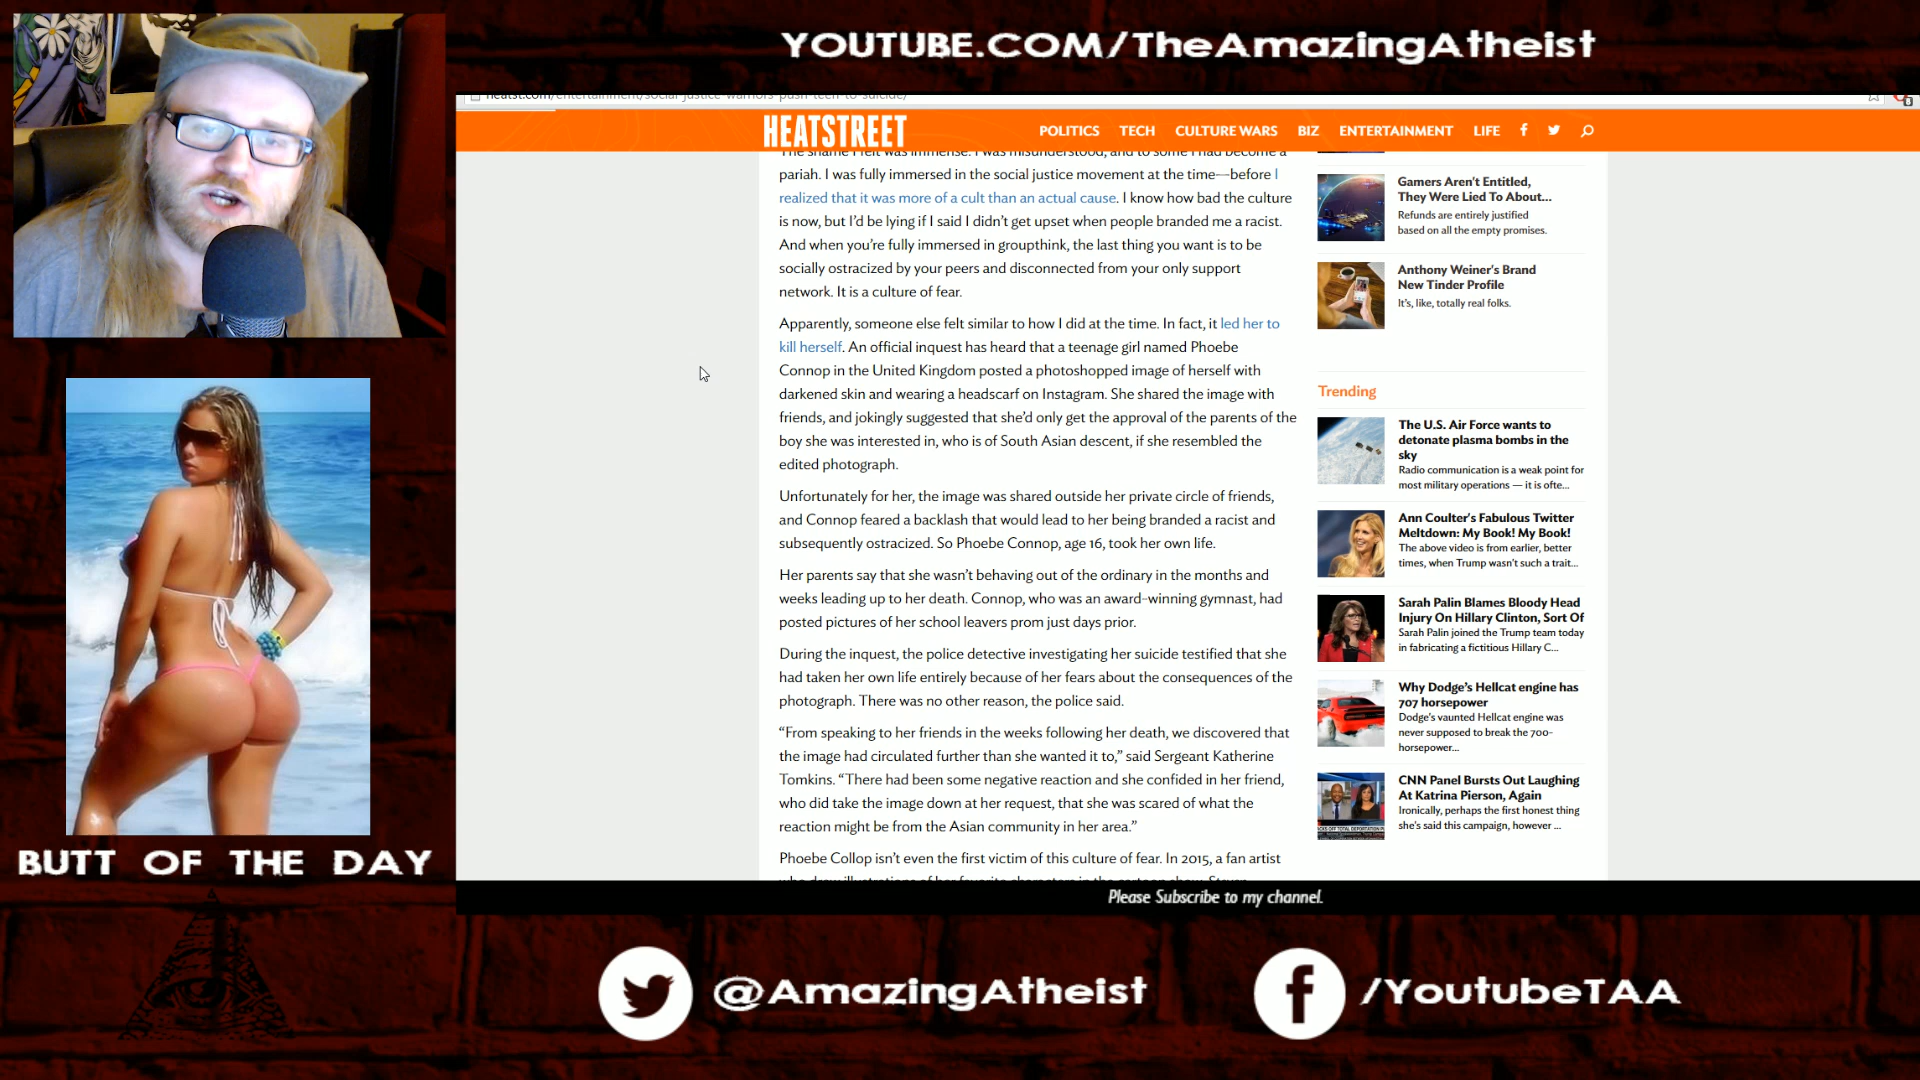 YOUTUBE.COM/TheAmazingAtheist
heatst.com/entertainment/social-justice-warriors-push-teen-to-suicide/
HEATSTREET
POLITICS TECH CULTURE WARS BIZ ENTERTAINMENT LIFE
The shame I felt was immense. I was misunderstood, and to some I had become a
pariah. I was fully immersed in the social justice movement at the time—before I
realized that it was more of a cult than an actual cause. I know how bad the culture
is now, but I'd be lying if I said I didn't get upset when people branded me a racist.
And when you're fully immersed in groupthink, the last thing you want is to be
socially ostracized by your peers and disconnected from your only support
network. It is a culture of fear.
Apparently, someone else felt similar to how I did at the time. In fact, it led her to
kill herself. An official inquest has heard that a teenage girl named Phoebe
Connop in the United Kingdom posted a photoshopped image of herself with
darkened skin and wearing a headscarf on Instagram. She shared the image with
friends, and jokingly suggested that she'd only get the approval of the parents of the
boy she was interested in, who is of South Asian descent, if she resembled the
edited photograph.
Unfortunately for her, the image was shared outside her private circle of friends,
and Connop feared a backlash that would lead to her being branded a racist and
subsequently ostracized. So Phoebe Connop, age 16, took her own life.
Her parents say that she wasn't behaving out of the ordinary in the months and
weeks leading up to her death. Connop, who was an award-winning gymnast, had
posted pictures of her school leavers prom just days prior.
During the inquest, the police detective investigating her suicide testified that she
had taken her own life entirely because of her fears about the consequences of the
photograph. There was no other reason, the police said.
“From speaking to her friends in the weeks following her death, we discovered that
the image had circulated further than she wanted it to,” said Sergeant Katherine
Tomkins. “There had been some negative reaction and she confided in her friend,
who did take the image down at her request, that she was scared of what the
reaction might be from the Asian community in her area.”
Phoebe Collop isn't even the first victim of this culture of fear. In 2015, a fan artist
Gamers Aren't Entitled,
They Were Lied To About...
Refunds are entirely justified
based on all the empty promises.
Anthony Weiner's Brand
New Tinder Profile
It's, like, totally real folks.
Trending
The U.S. Air Force wants to
detonate plasma bombs in the
sky
Radio communication is a weak point for
most military operations — it is ofte...
Ann Coulter's Fabulous Twitter
Meltdown: My Book! My Book!
The above video is from earlier, better
times, when Trump wasn't such a trait...
Sarah Palin Blames Bloody Head
Injury On Hillary Clinton, Sort Of
Sarah Palin joined the Trump team today
in fabricating a fictitious Hillary C...
Why Dodge's Hellcat engine has
707 horsepower
Dodge's vaunted Hellcat engine was
never supposed to break the 700-
horsepower...
CNN Panel Bursts Out Laughing
At Katrina Pierson, Again
Ironically, perhaps the first honest thing
she's said this campaign, however ...
BUTT OF THE DAY
Please Subscribe to my channel.
@AmazingAtheist
/YoutubeTAA